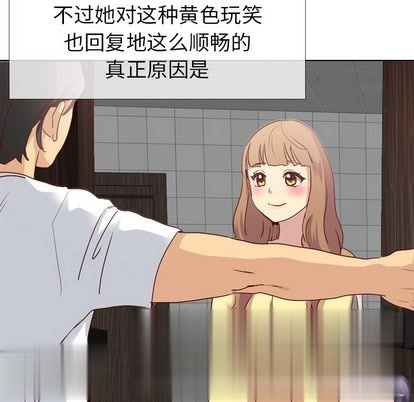 不过她对这种黄色玩笑
也回复地这么顺畅的
真正原因是